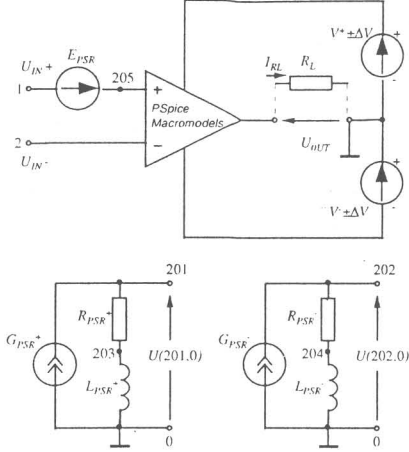 V⁺±ΔV
I_RL R_L
U_IN⁺ E_PSR
205
1
+
PSpice
Macromodels
2
−
U_IN⁻
U_OUT
+
-
+
-
V⁻±ΔV
201
202
R_PSR⁺
R_PSR⁻
G_PSR⁺
203
U(201,0)
G_PSR⁻
204
U(202,0)
L_PSR⁺
L_PSR⁻
0
0